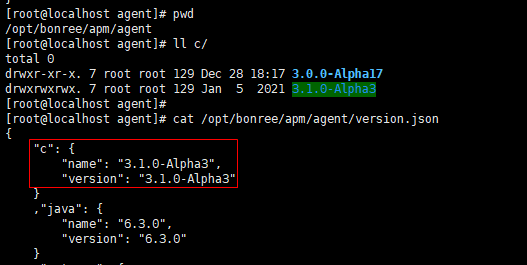 [root@localhost agent]# pwd
/opt/bonree/apm/agent
[root@localhost agent]# ll c/
total 0
drwxr-xr-x. 7 root root 129 Dec 28 18:17 3.0.0-Alpha17
drwxrwxrwx. 7 root root 129 Jan  5  2021 3.1.0-Alpha3
[root@localhost agent]#
[root@localhost agent]# cat /opt/bonree/apm/agent/version.json
{
    "c": {
        "name": "3.1.0-Alpha3",
        "version": "3.1.0-Alpha3"
    }
    ,"java": {
        "name": "6.3.0",
        "version": "6.3.0"
    }